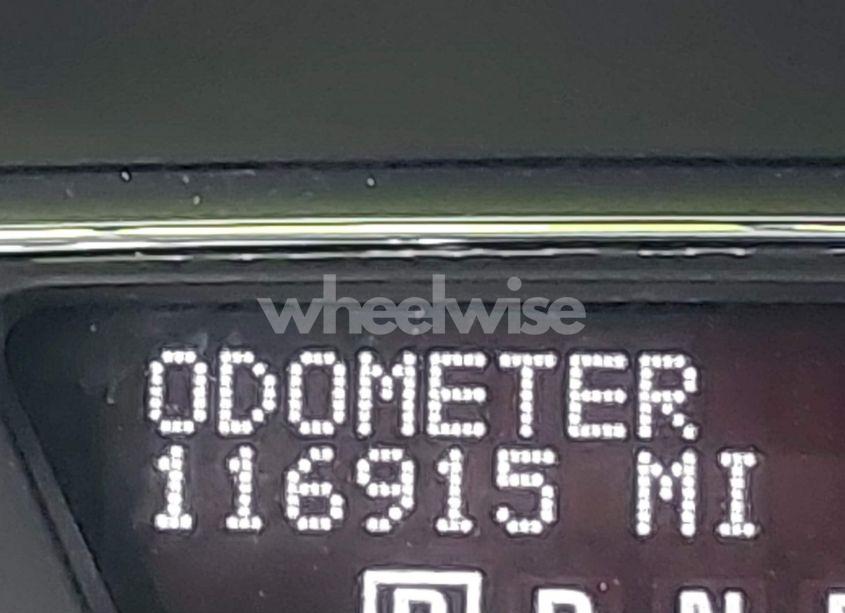 wheelwise
ODOMETER
116915 MI
P R N